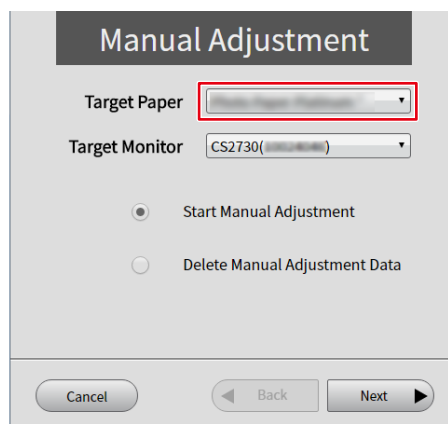 Manual Adjustment
Target Paper
Target Monitor CS2730( )
Start Manual Adjustment
Delete Manual Adjustment Data
Cancel Back Next